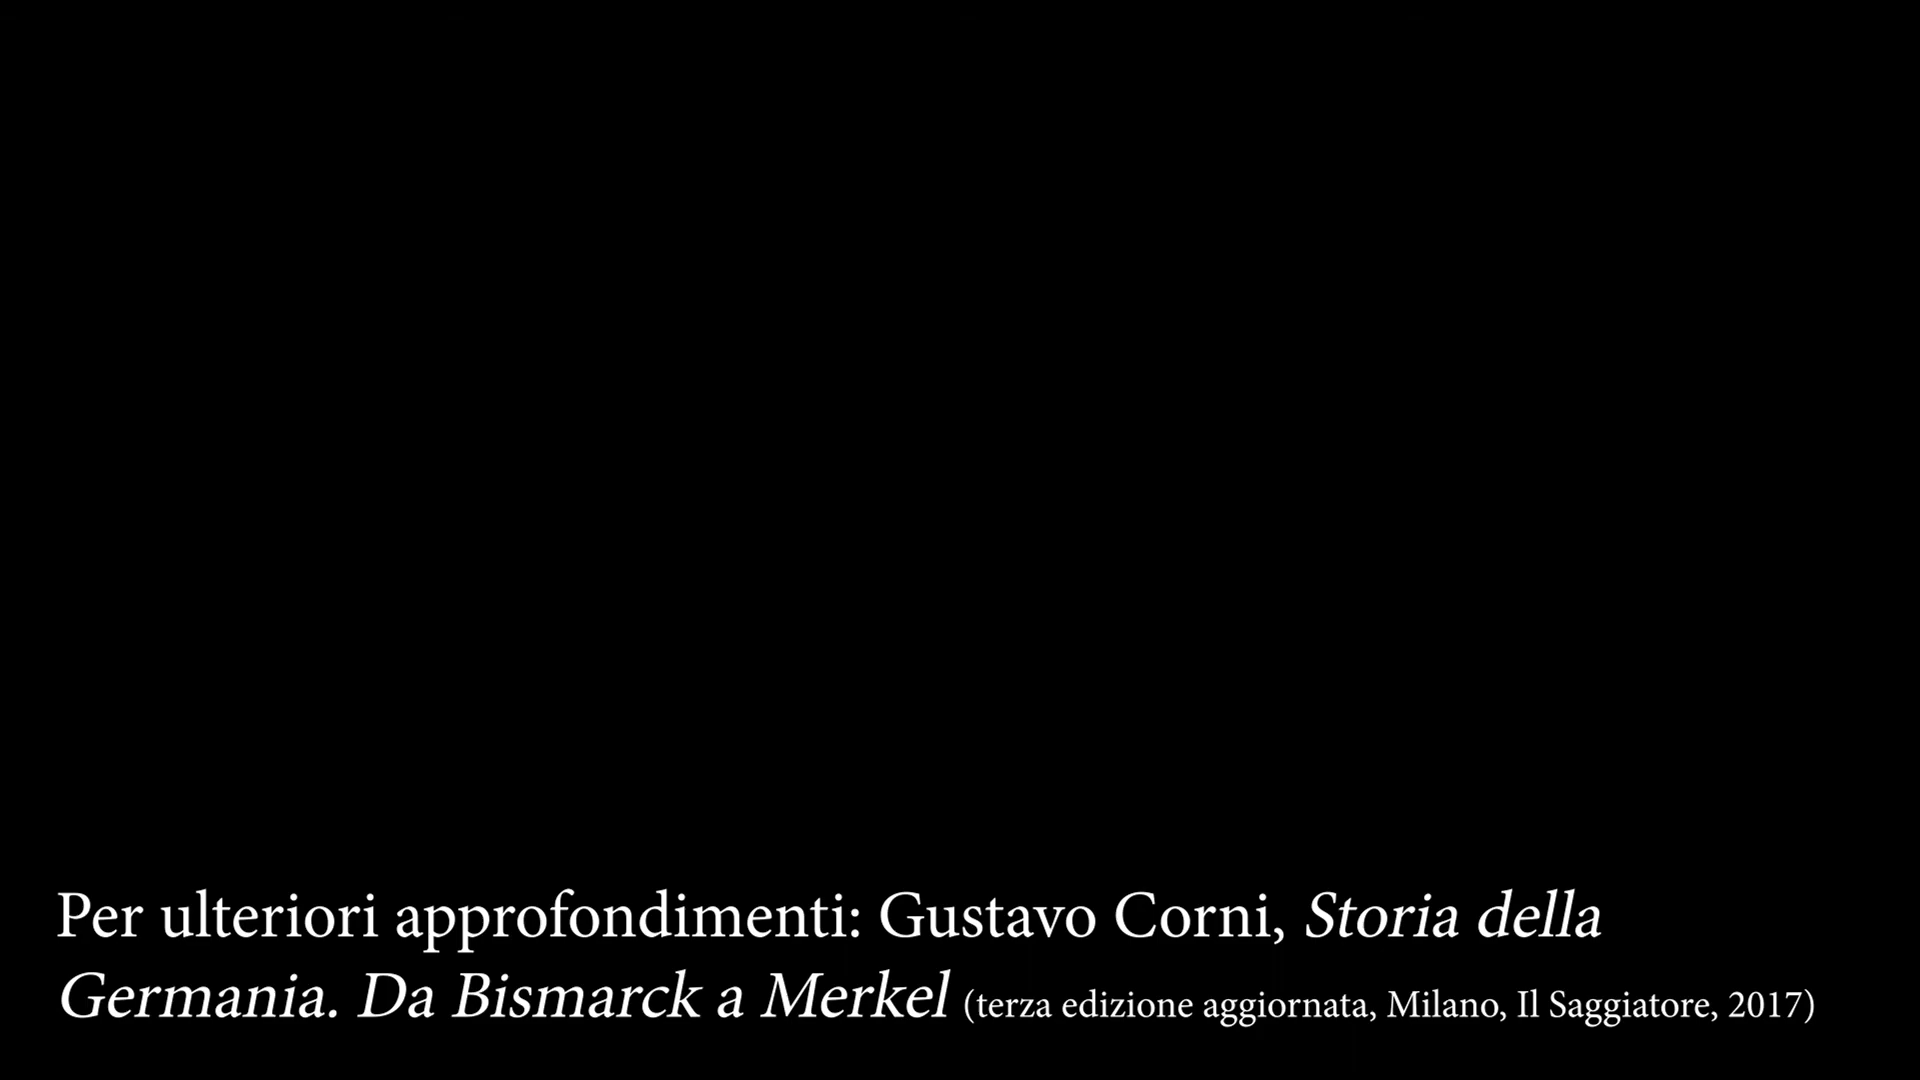 Per ulteriori approfondimenti: Gustavo Corni, Storia della
Germania. Da Bismarck a Merkel (terza edizione aggiornata, Milano, Il Saggiatore, 2017)